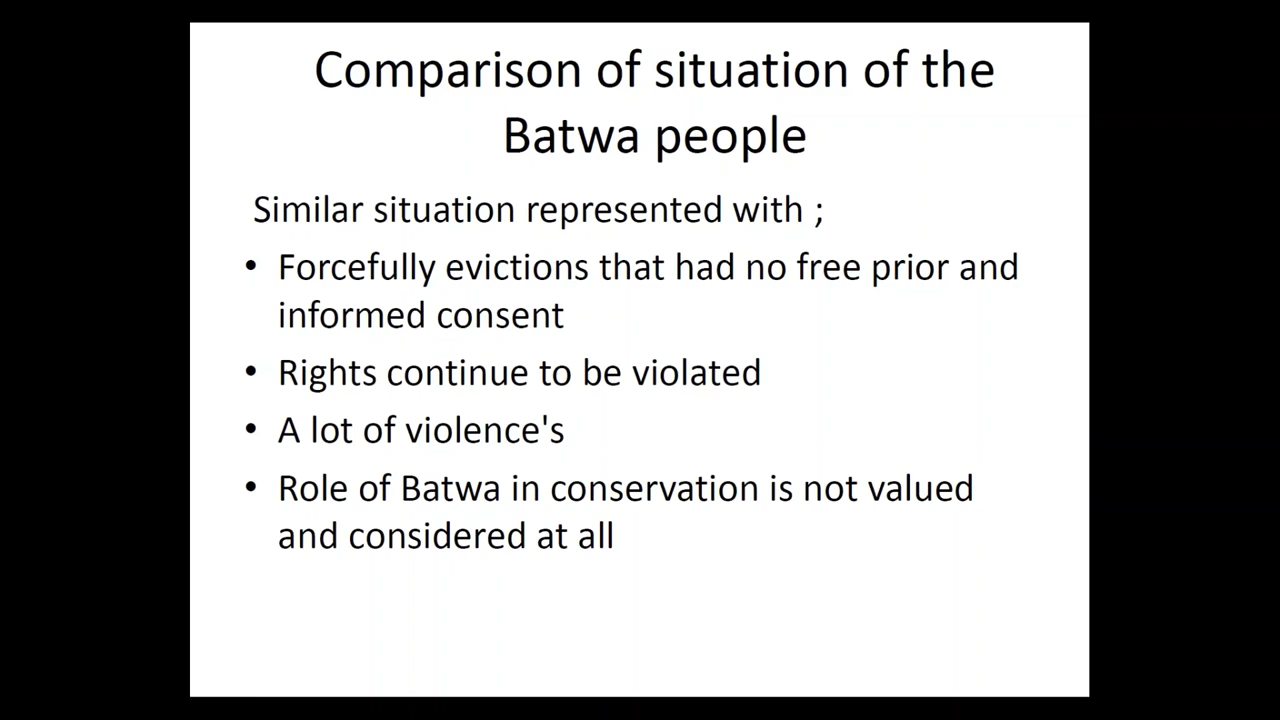 Comparison of situation of the
Batwa people
Similar situation represented with ;
• Forcefully evictions that had no free prior and
informed consent
• Rights continue to be violated
• A lot of violence's
• Role of Batwa in conservation is not valued
and considered at all